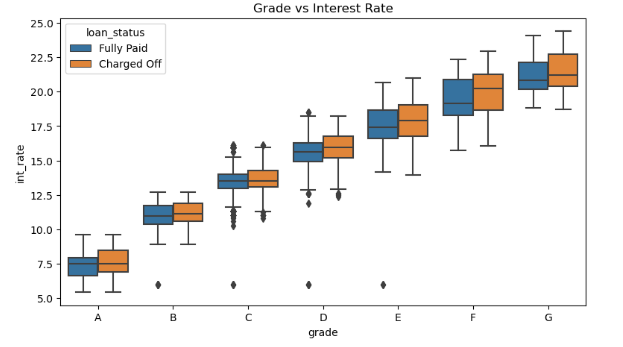 Grade vs Interest Rate
loan_status
Fully Paid
Charged Off
int_rate
25.0
22.5
20.0
17.5
15.0
12.5
10.0
7.5
5.0
A B C D E F G
grade